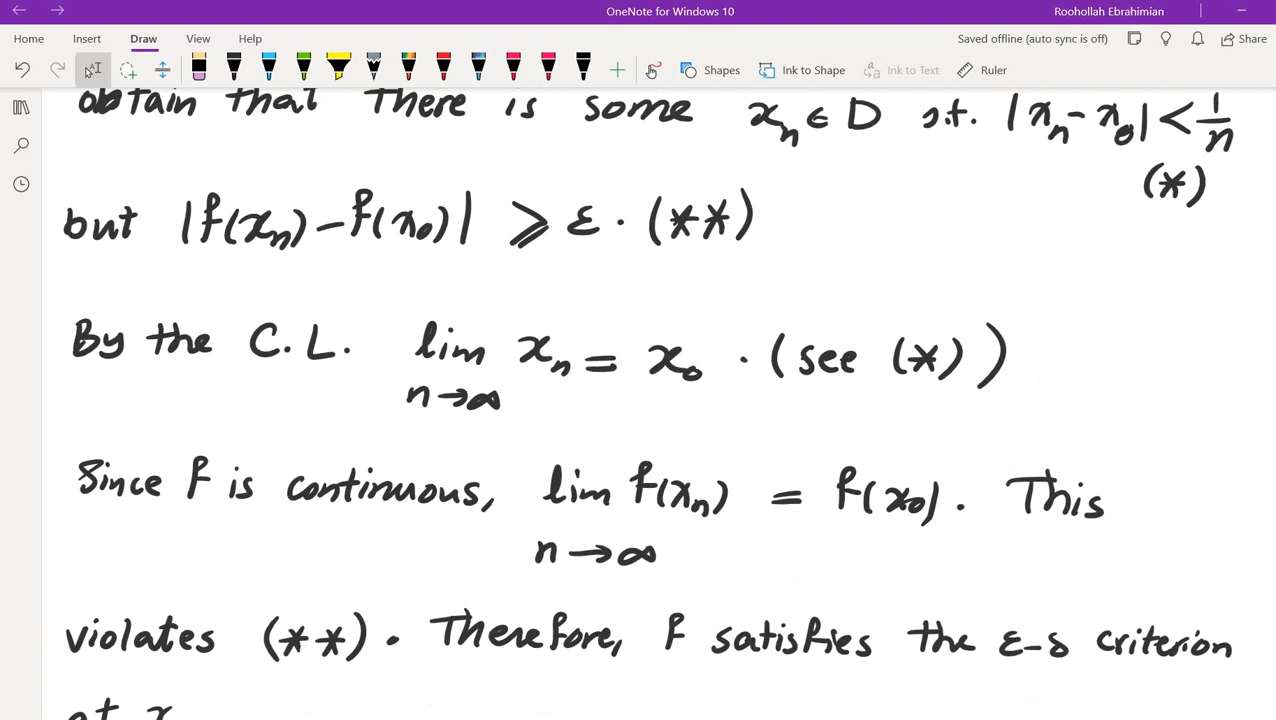 OneNote for Windows 10
Roohollah Ebrahimian
Home Insert Draw View Help
Saved offline (auto sync is off) Share
Shapes Ink to Shape Ink to Text Ruler
obtain that there is some xₙ ∈ D s.t. |xₙ - x₀| < 1/n
(*)
but |f(xₙ) - f(x₀)| ⩾ ε. (**)
By the C.L. lim xₙ = x₀. (see (*))
n→∞
Since f is continuous, lim f(xₙ) = f(x₀). This
n→∞
violates (**). Therefore, f satisfies the ε-δ criterion
at x